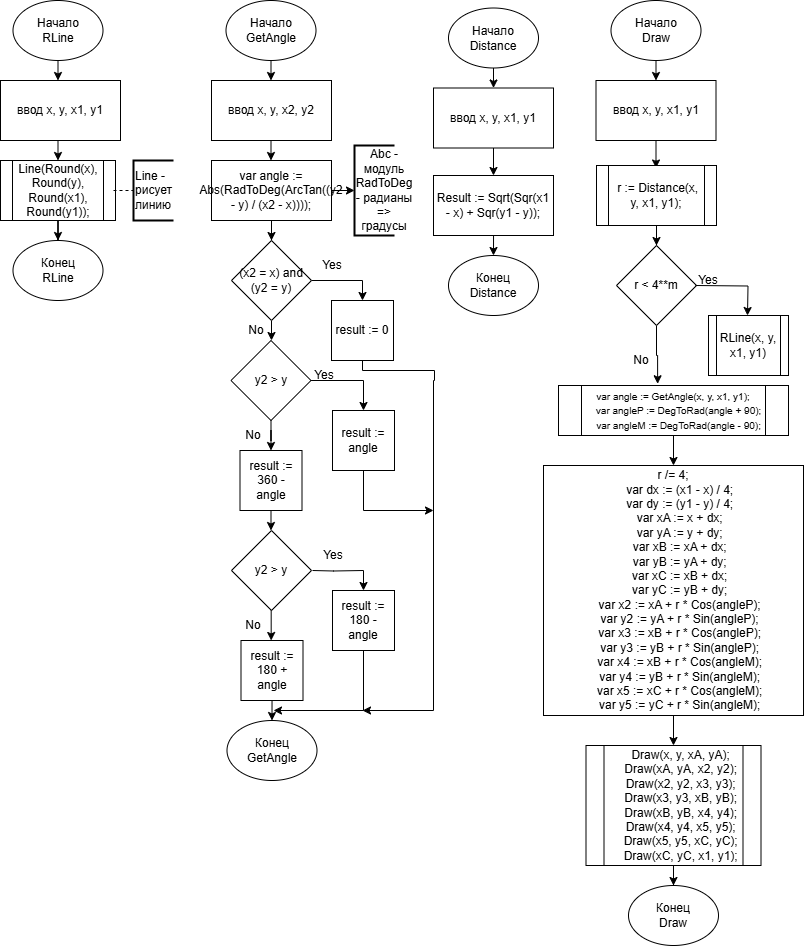 Начало
RLine
ввод x, y, x1, y1
Line(Round(x),
Round(y),
Round(x1),
Round(y1));
Line -
рисует
линию
Конец
RLine
Начало
GetAngle
ввод x, y, x2, y2
var angle :=
Abs(RadToDeg(ArcTan((y2
- y) / (x2 - x))));
Abc -
модуль
RadToDeg
- радианы
=>
градусы
(x2 = x) and
(y2 = y)
Yes
result := 0
No
y2 > y
Yes
result :=
angle
No
result :=
360 -
angle
y2 > y
Yes
result :=
180 -
angle
No
result :=
180 +
angle
Конец
GetAngle
Начало
Distance
ввод x, y, x1, y1
Result := Sqrt(Sqr(x1
- x) + Sqr(y1 - y));
Конец
Distance
Начало
Draw
ввод x, y, x1, y1
r := Distance(x,
y, x1, y1);
r < 4**m
Yes
RLine(x, y,
x1, y1)
No
var angle := GetAngle(x, y, x1, y1);
var angleP := DegToRad(angle + 90);
var angleM := DegToRad(angle - 90);
r /= 4;
var dx := (x1 - x) / 4;
var dy := (y1 - y) / 4;
var xA := x + dx;
var yA := y + dy;
var xB := xA + dx;
var yB := yA + dy;
var xC := xB + dx;
var yC := yB + dy;
var x2 := xA + r * Cos(angleP);
var y2 := yA + r * Sin(angleP);
var x3 := xB + r * Cos(angleP);
var y3 := yB + r * Sin(angleP);
var x4 := xB + r * Cos(angleM);
var y4 := yB + r * Sin(angleM);
var x5 := xC + r * Cos(angleM);
var y5 := yC + r * Sin(angleM);
Draw(x, y, xA, yA);
Draw(xA, yA, x2, y2);
Draw(x2, y2, x3, y3);
Draw(x3, y3, xB, yB);
Draw(xB, yB, x4, y4);
Draw(x4, y4, x5, y5);
Draw(x5, y5, xC, yC);
Draw(xC, yC, x1, y1);
Конец
Draw